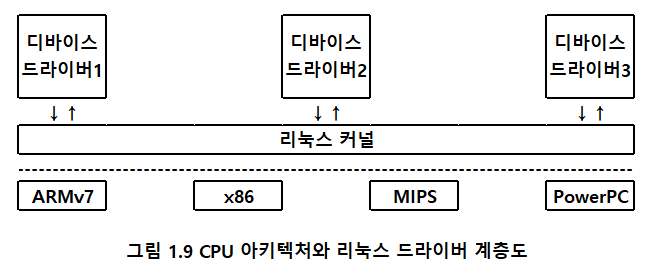 디바이스 디바이스 디바이스
드라이버1 드라이버2 드라이버3
↓↑ ↓↑ ↓↑
리눅스 커널
ARMv7 x86 MIPS PowerPC
그림 1.9 CPU 아키텍처와 리눅스 드라이버 계층도